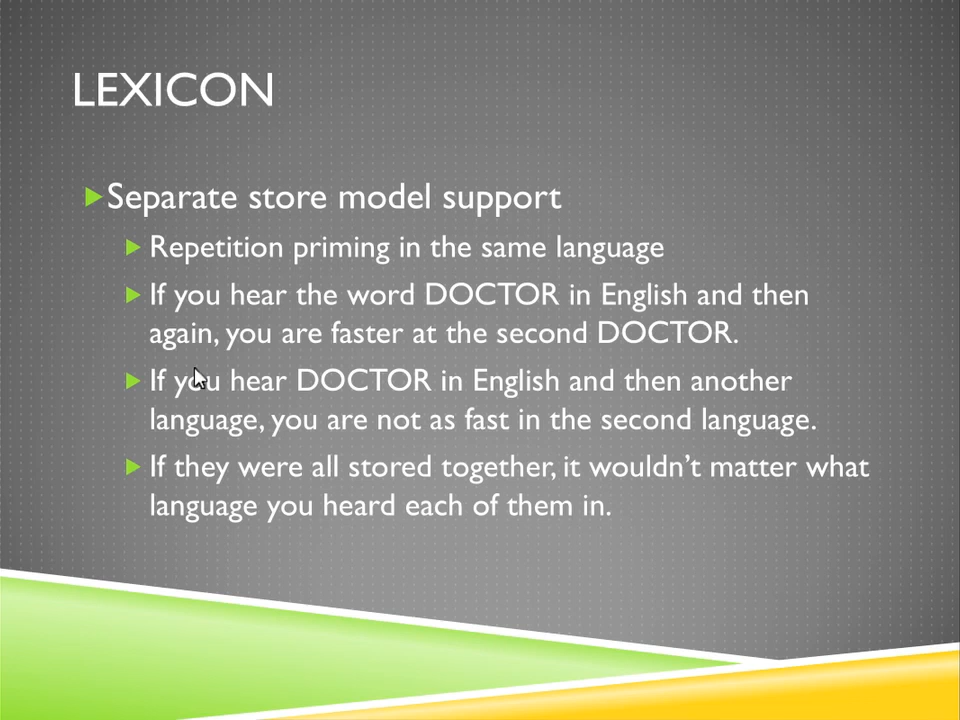 LEXICON
Separate store model support
Repetition priming in the same language
If you hear the word DOCTOR in English and then
again, you are faster at the second DOCTOR.
If you hear DOCTOR in English and then another
language, you are not as fast in the second language.
If they were all stored together, it wouldn’t matter what
language you heard each of them in.